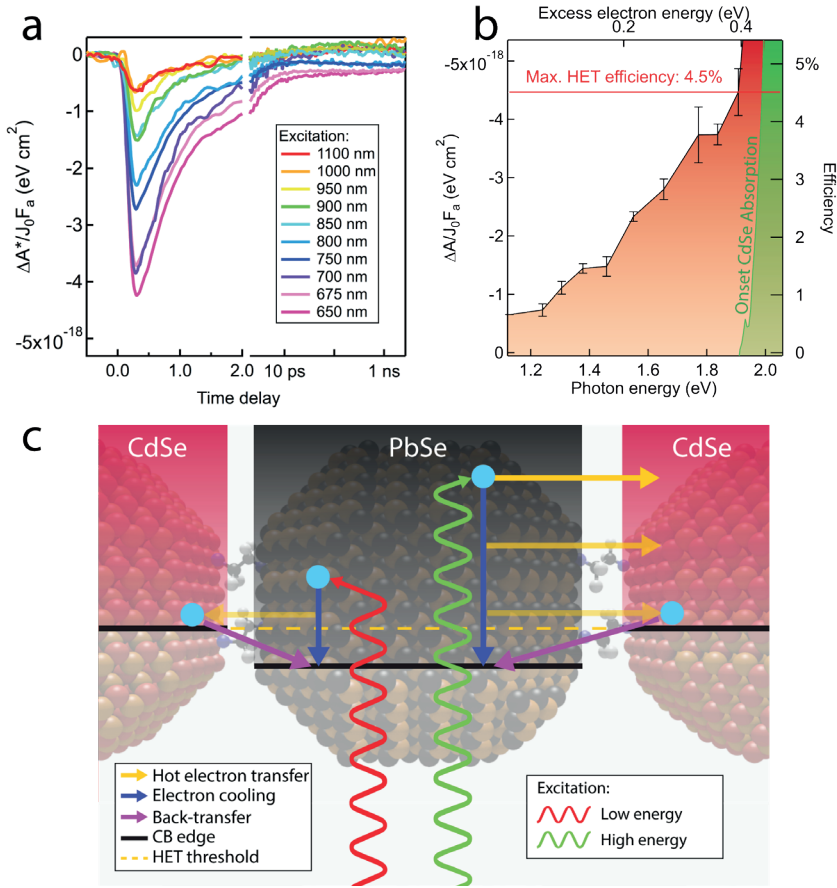 a
ΔA*/J₀Fₐ (eV cm²)
0
-1
-2
-3
-4
-5x10⁻¹⁸
Excitation:
1100 nm
1000 nm
950 nm
900 nm
850 nm
800 nm
750 nm
700 nm
675 nm
650 nm
0.0 1.0 2.0 10 ps 1 ns
Time delay
b
Excess electron energy (eV)
0.2 0.4
ΔA/J₀Fₐ (eV cm²)
-5x10⁻¹⁸
-4
-3
-2
-1
0
Max. HET efficiency: 4.5%
Onset CdSe Absorption
5%
4
3
2
1
0
Efficiency
1.2 1.4 1.6 1.8 2.0
Photon energy (eV)
c
CdSe PbSe CdSe
Hot electron transfer
Electron cooling
Back-transfer
CB edge
HET threshold
Excitation:
Low energy
High energy